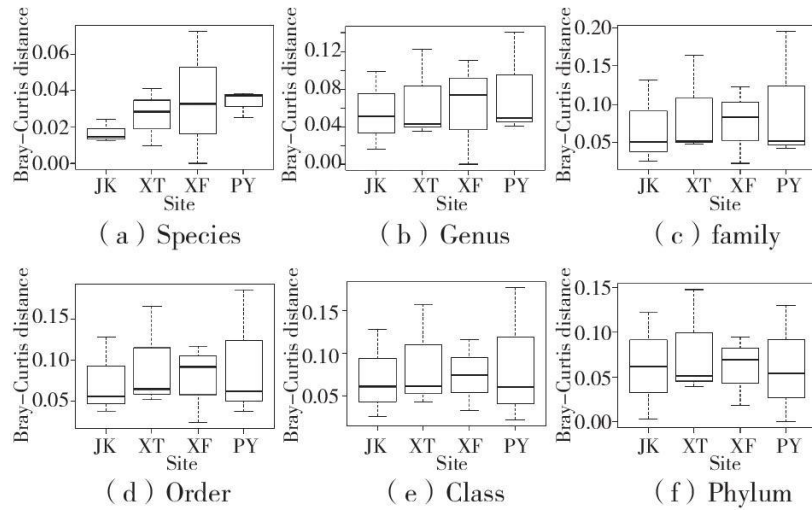 Bray-Curtis distance
0.06
0.04
0.02
0.00
JK XT XF PY
Site
( a ) Species
Bray-Curtis distance
0.12
0.08
0.04
0.00
JK XT XF PY
Site
( b ) Genus
Bray-Curtis distance
0.20
0.15
0.10
0.05
JK XT XF PY
Site
( c ) family
Bray-Curtis distance
0.15
0.10
0.05
JK XT XF PY
Site
( d ) Order
Bray-Curtis distance
0.15
0.10
0.05
JK XT XF PY
Site
( e ) Class
Bray-Curtis distance
0.15
0.10
0.05
0.00
JK XT XF PY
Site
( f ) Phylum